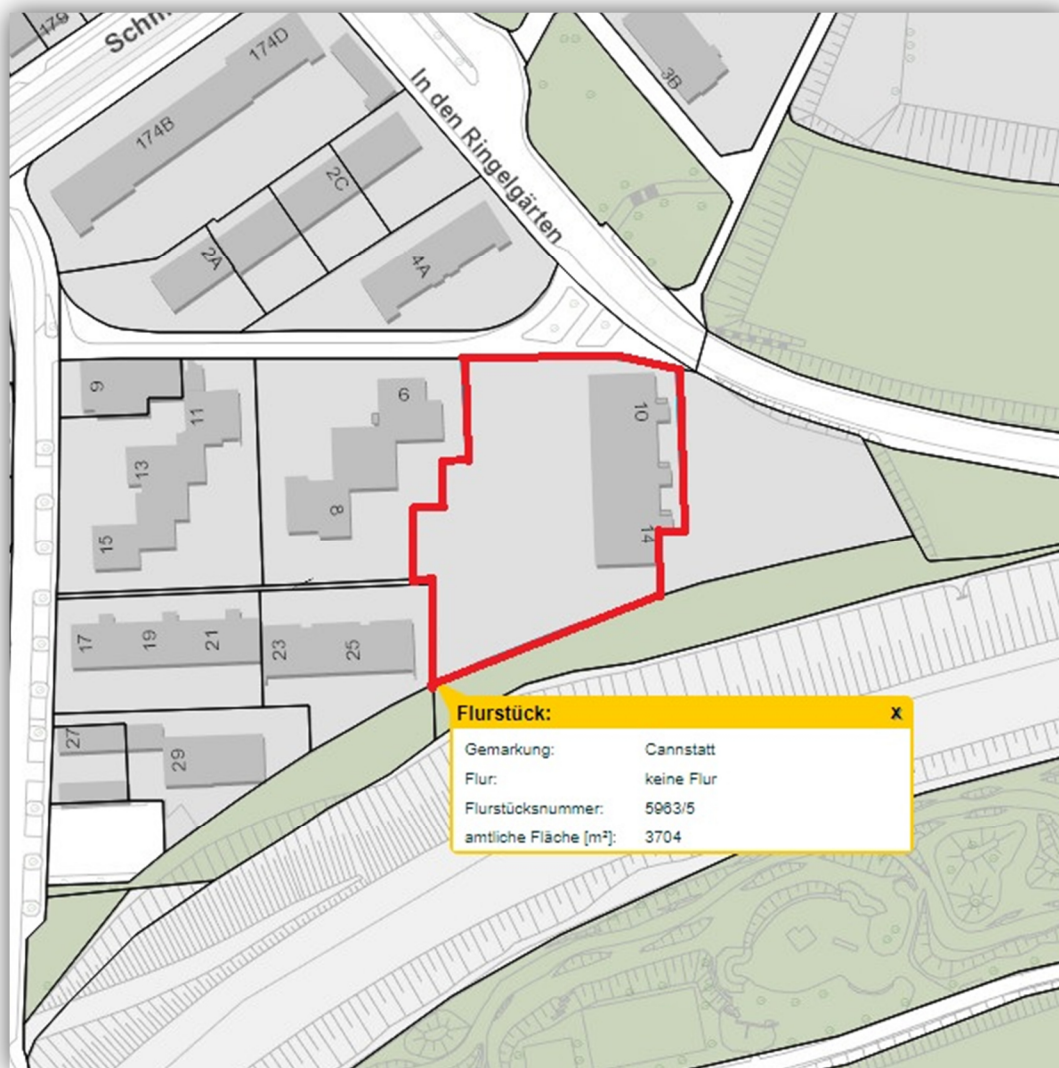 179
Schm
174D
174B
3B
In den Ringelgärten
2C
2A
4A
9
11
6
10
13
8
15
14
17
19
21
23
25
27
29
Flurstück: X
Gemarkung: Cannstatt
Flur: keine Flur
Flurstücksnummer: 5963/5
amtliche Fläche [m²]: 3704